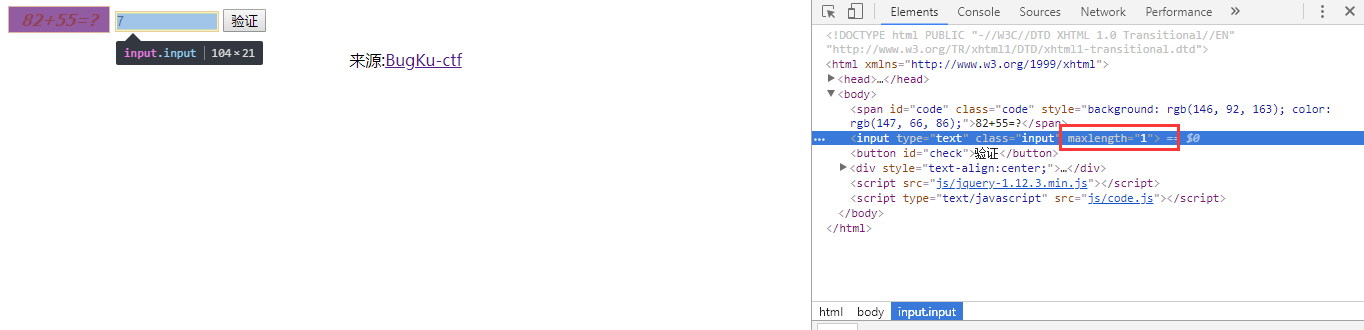 82+55=? 7 验证
input.input | 104×21
来源:BugKu-ctf
Elements Console Sources Network Performance »
<!DOCTYPE html PUBLIC "-//W3C//DTD XHTML 1.0 Transitional//EN"
"http://www.w3.org/TR/xhtml1/DTD/xhtml1-transitional.dtd">
<html xmlns="http://www.w3.org/1999/xhtml">
▶<head>…</head>
▼<body>
<span id="code" class="code" style="background: rgb(146, 92, 163); color:
rgb(147, 66, 86);">82+55=?</span>
… <input type="text" class="input" maxlength="1"> == $0
<button id="check">验证</button>
▶<div style="text-align:center;">…</div>
<script src="js/jquery-1.12.3.min.js"></script>
<script type="text/javascript" src="js/code.js"></script>
</body>
</html>
html body input.input